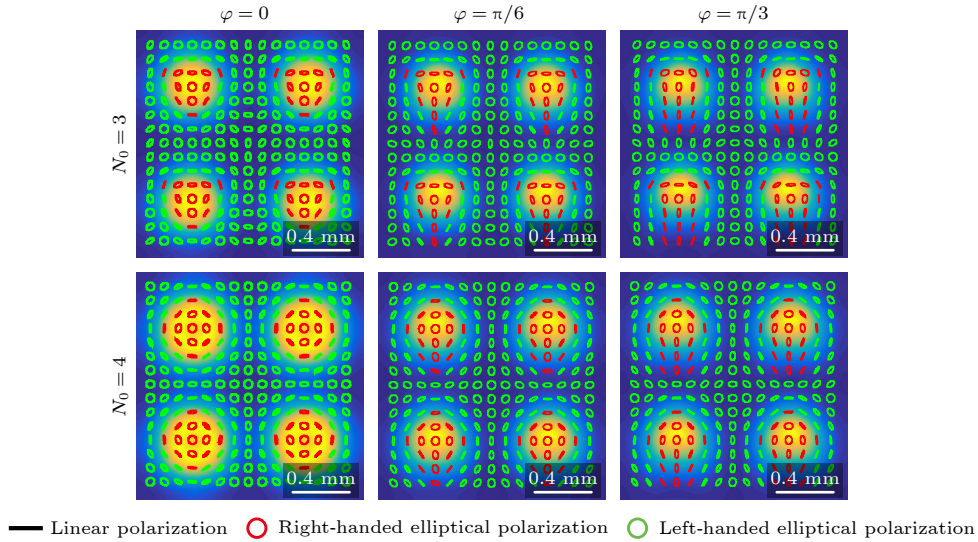 φ = 0
φ = π/6
φ = π/3
N₀ = 3
0.4 mm
0.4 mm
0.4 mm
N₀ = 4
0.4 mm
0.4 mm
0.4 mm
Linear polarization
Right-handed elliptical polarization
Left-handed elliptical polarization